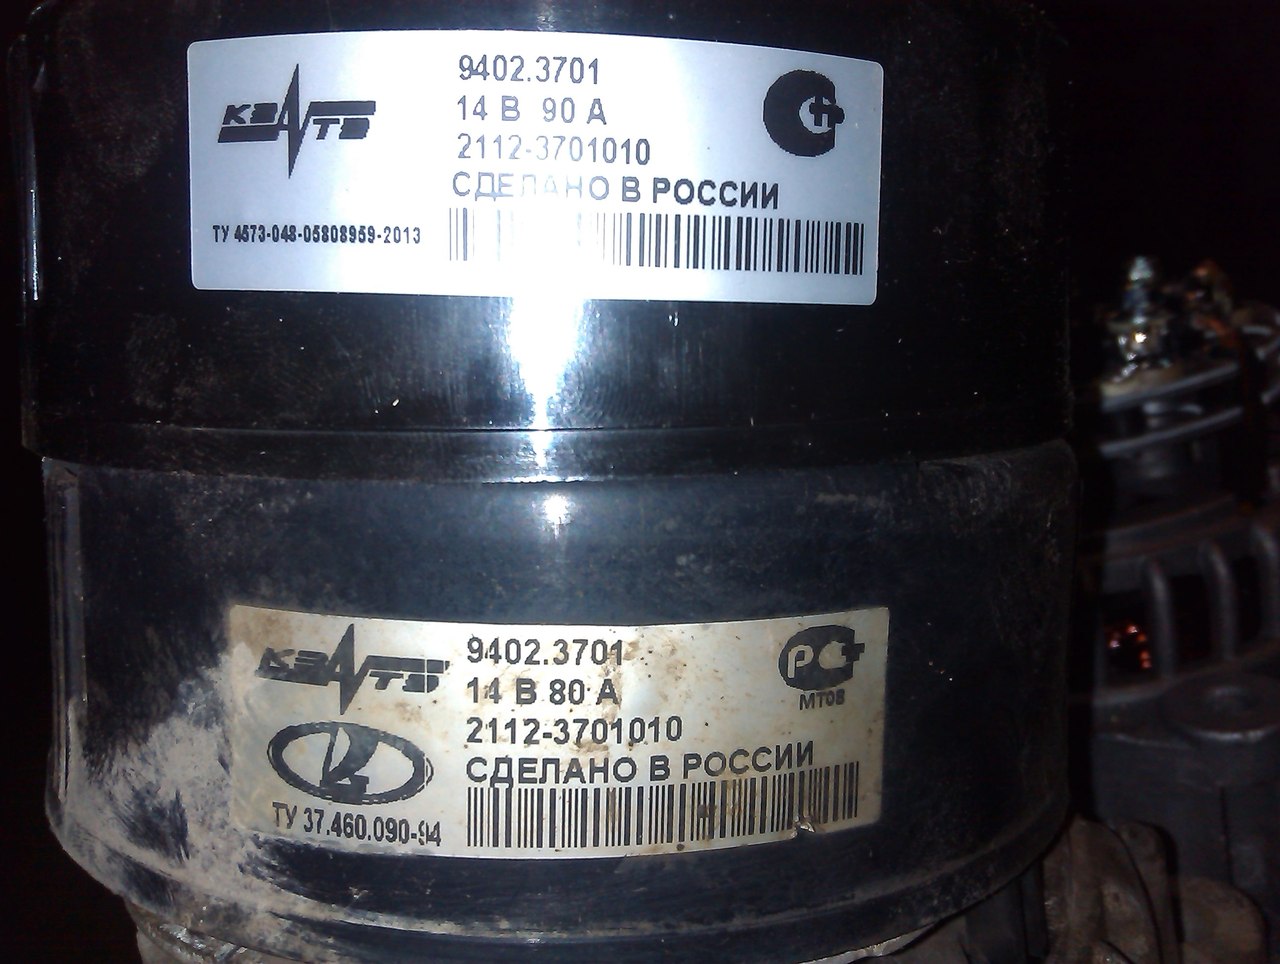 КЗАТЭ
9402.3701
14 В 90 А
2112-3701010
СДЕЛАНО В РОССИИ
ТУ 4573-048-05808959-2013
КЗАТЭ
9402.3701
14 В 80 А
2112-3701010
СДЕЛАНО В РОССИИ
ТУ 37.460.090-94
РСТ
МТ08